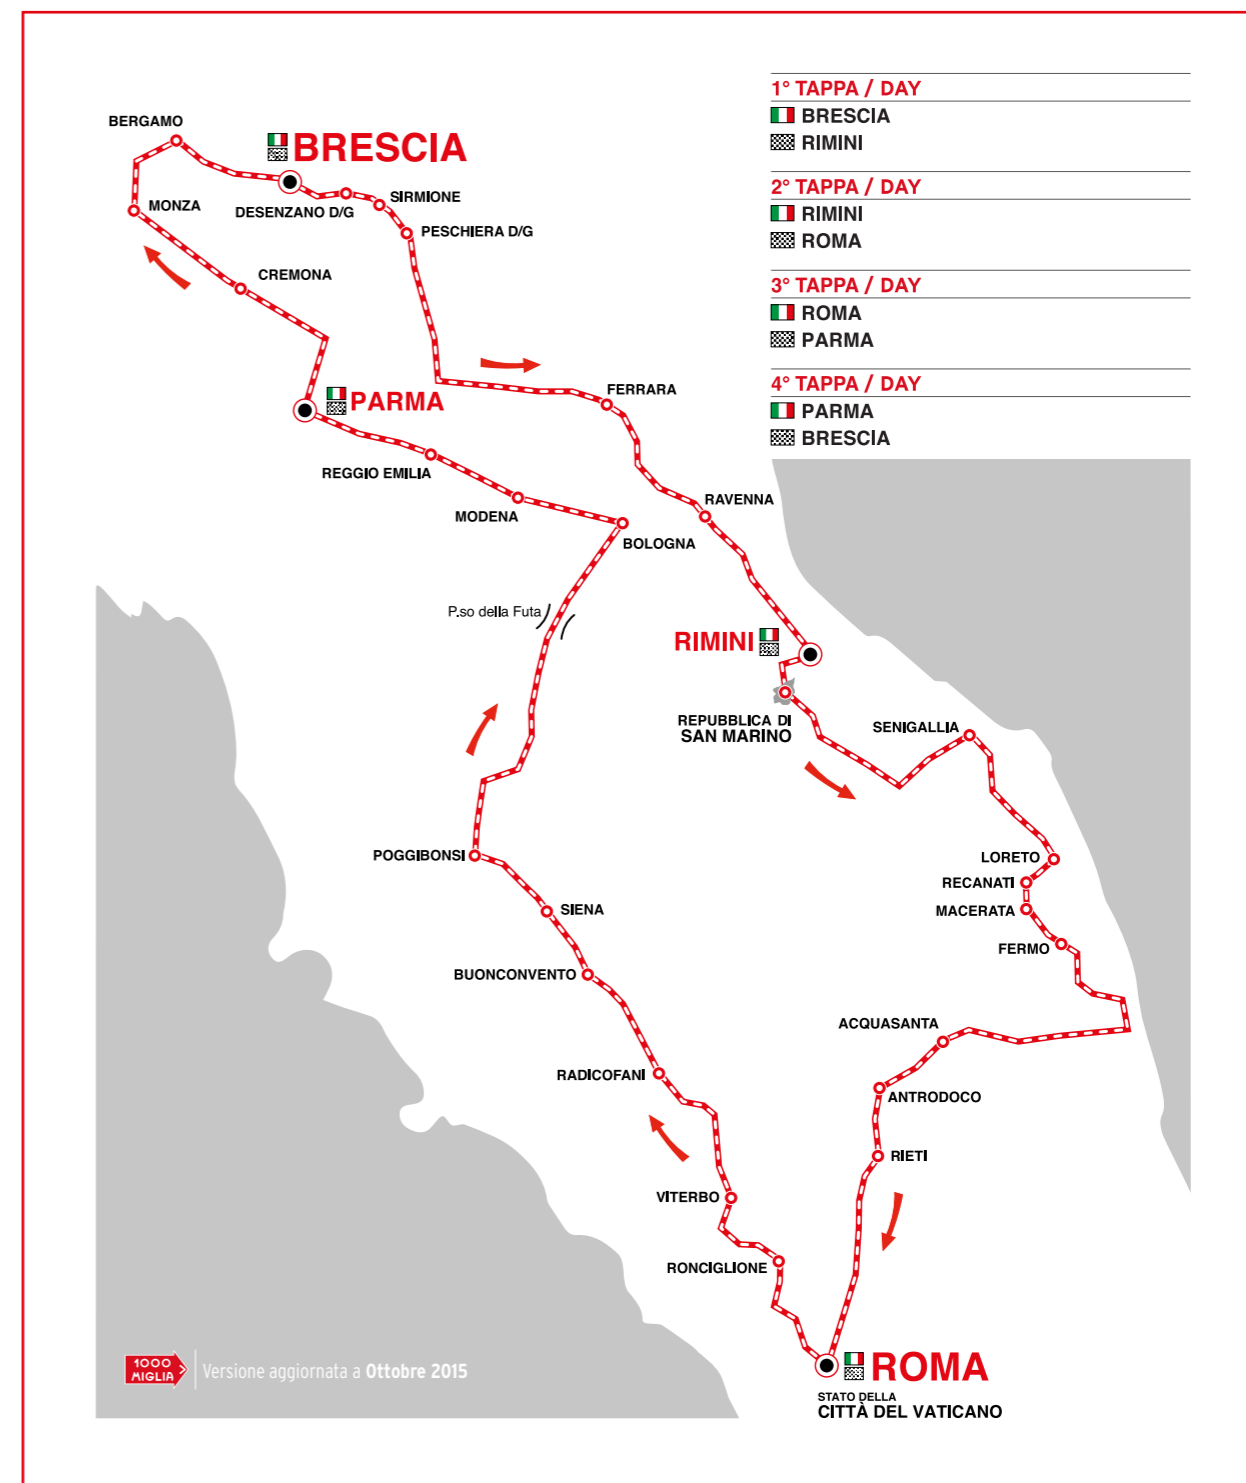 1° TAPPA / DAY
BRESCIA
RIMINI
2° TAPPA / DAY
RIMINI
ROMA
3° TAPPA / DAY
ROMA
PARMA
4° TAPPA / DAY
PARMA
BRESCIA
BERGAMO
BRESCIA
MONZA
DESENZANO D/G
SIRMIONE
PESCHIERA D/G
CREMONA
FERRARA
PARMA
REGGIO EMILIA
RAVENNA
MODENA
BOLOGNA
P.so della Futa
RIMINI
REPUBBLICA DI
SAN MARINO
SENIGALLIA
POGGIBONSI
LORETO
RECANATI
MACERATA
SIENA
FERMO
BUONCONVENTO
ACQUASANTA
RADICOFANI
ANTRODOCO
RIETI
VITERBO
RONCIGLIONE
ROMA
STATO DELLA
CITTÀ DEL VATICANO
1000
MIGLIA
Versione aggiornata a Ottobre 2015